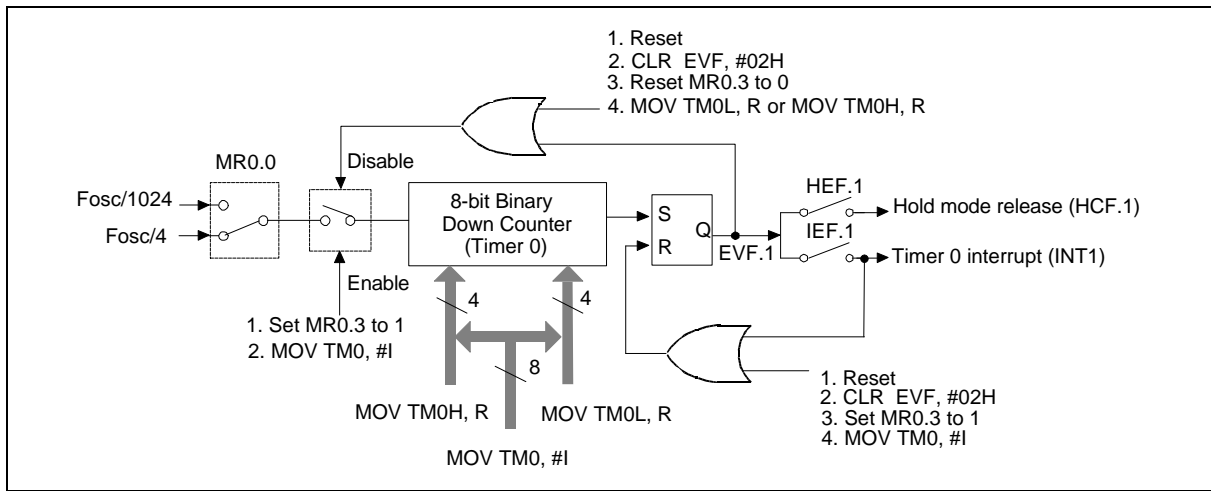 1. Reset
2. CLR EVF, #02H
3. Reset MR0.3 to 0
4. MOV TM0L, R or MOV TM0H, R
MR0.0
Disable
Fosc/1024
Fosc/4
8-bit Binary
Down Counter
(Timer 0)
S
Q
R
EVF.1
HEF.1
Hold mode release (HCF.1)
IEF.1
Timer 0 interrupt (INT1)
Enable
1. Set MR0.3 to 1
2. MOV TM0, #I
4
4
8
MOV TM0H, R
MOV TM0L, R
MOV TM0, #I
1. Reset
2. CLR EVF, #02H
3. Set MR0.3 to 1
4. MOV TM0, #I